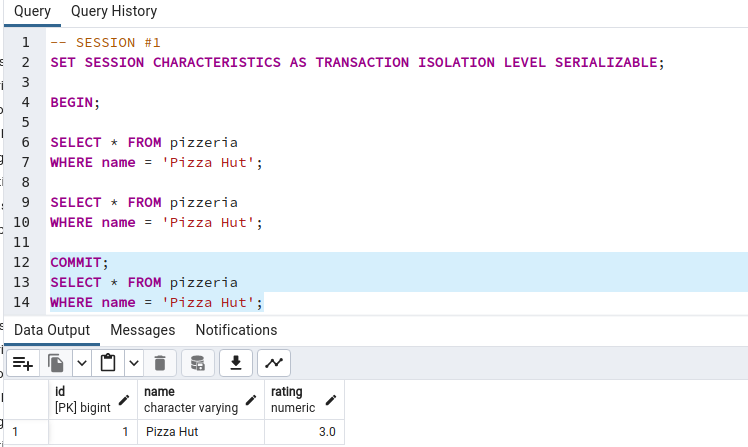 Query Query History
1 -- SESSION #1
2 SET SESSION CHARACTERISTICS AS TRANSACTION ISOLATION LEVEL SERIALIZABLE;
3
4 BEGIN;
5
6 SELECT * FROM pizzeria
7 WHERE name = 'Pizza Hut';
8
9 SELECT * FROM pizzeria
10 WHERE name = 'Pizza Hut';
11
12 COMMIT;
13 SELECT * FROM pizzeria
14 WHERE name = 'Pizza Hut';
Data Output Messages Notifications
id name rating
[PK] bigint character varying numeric
1 1 Pizza Hut 3.0